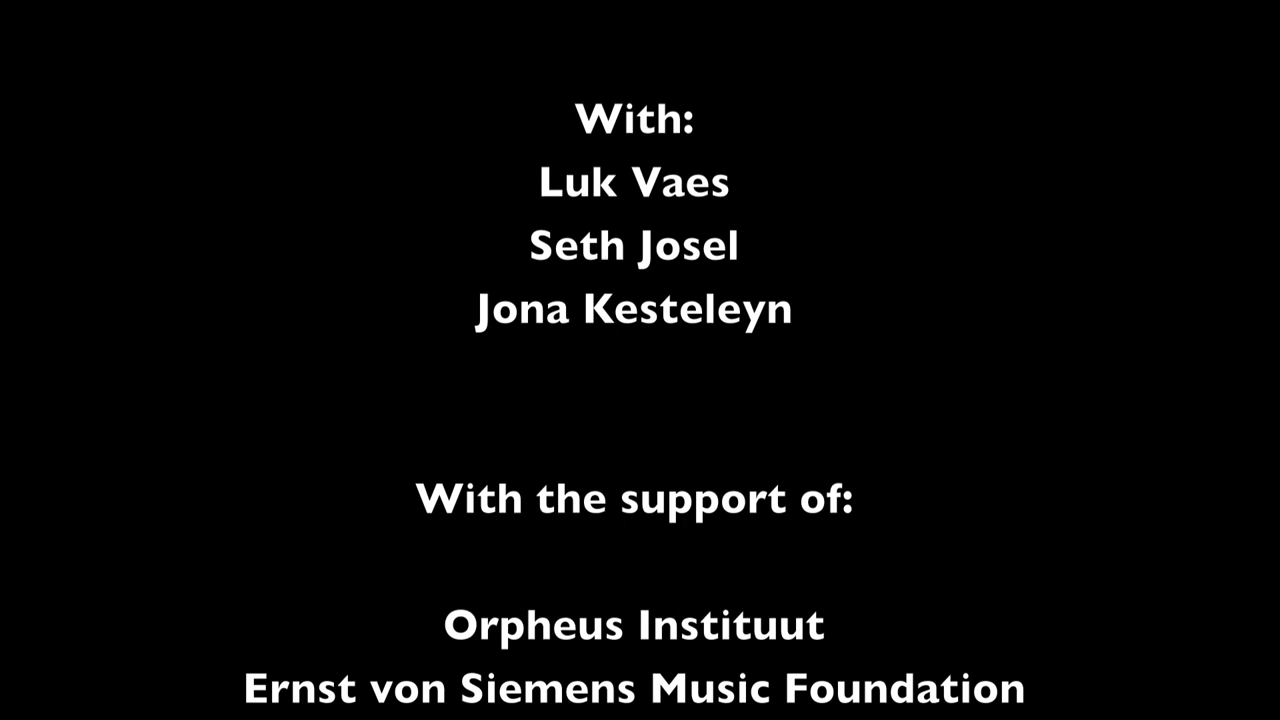 With:
Luk Vaes
Seth Josel
Jona Kesteleyn
With the support of:
Orpheus Instituut
Ernst von Siemens Music Foundation